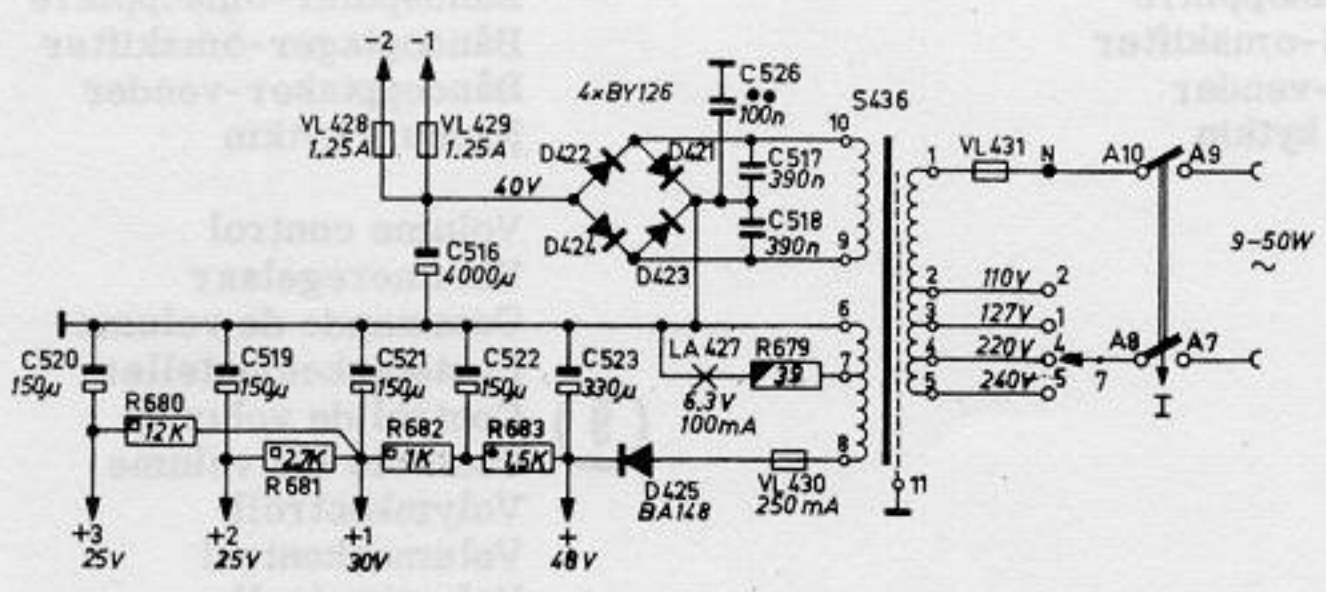 -2 -1
VL428
1.25A
VL429
1.25A
4xBY126
C526
100n
S436
D422
D421
40V
C517
390n
C518
390n
D424
D423
10
9
C516
4000µ
1
VL431
N
A10
A9
9-50W
~
2
110V
2
3
127V
1
4
220V
4
5
240V
5
7
A8
A7
I
C520
150µ
C519
150µ
C521
150µ
C522
150µ
C523
330µ
LA427
6.3V
100mA
R679
39
6
7
8
R680
12K
R681
2.7K
R682
1K
R683
1.5K
D425
BA148
VL430
250mA
11
+3
25V
+2
25V
+1
30V
+
48V